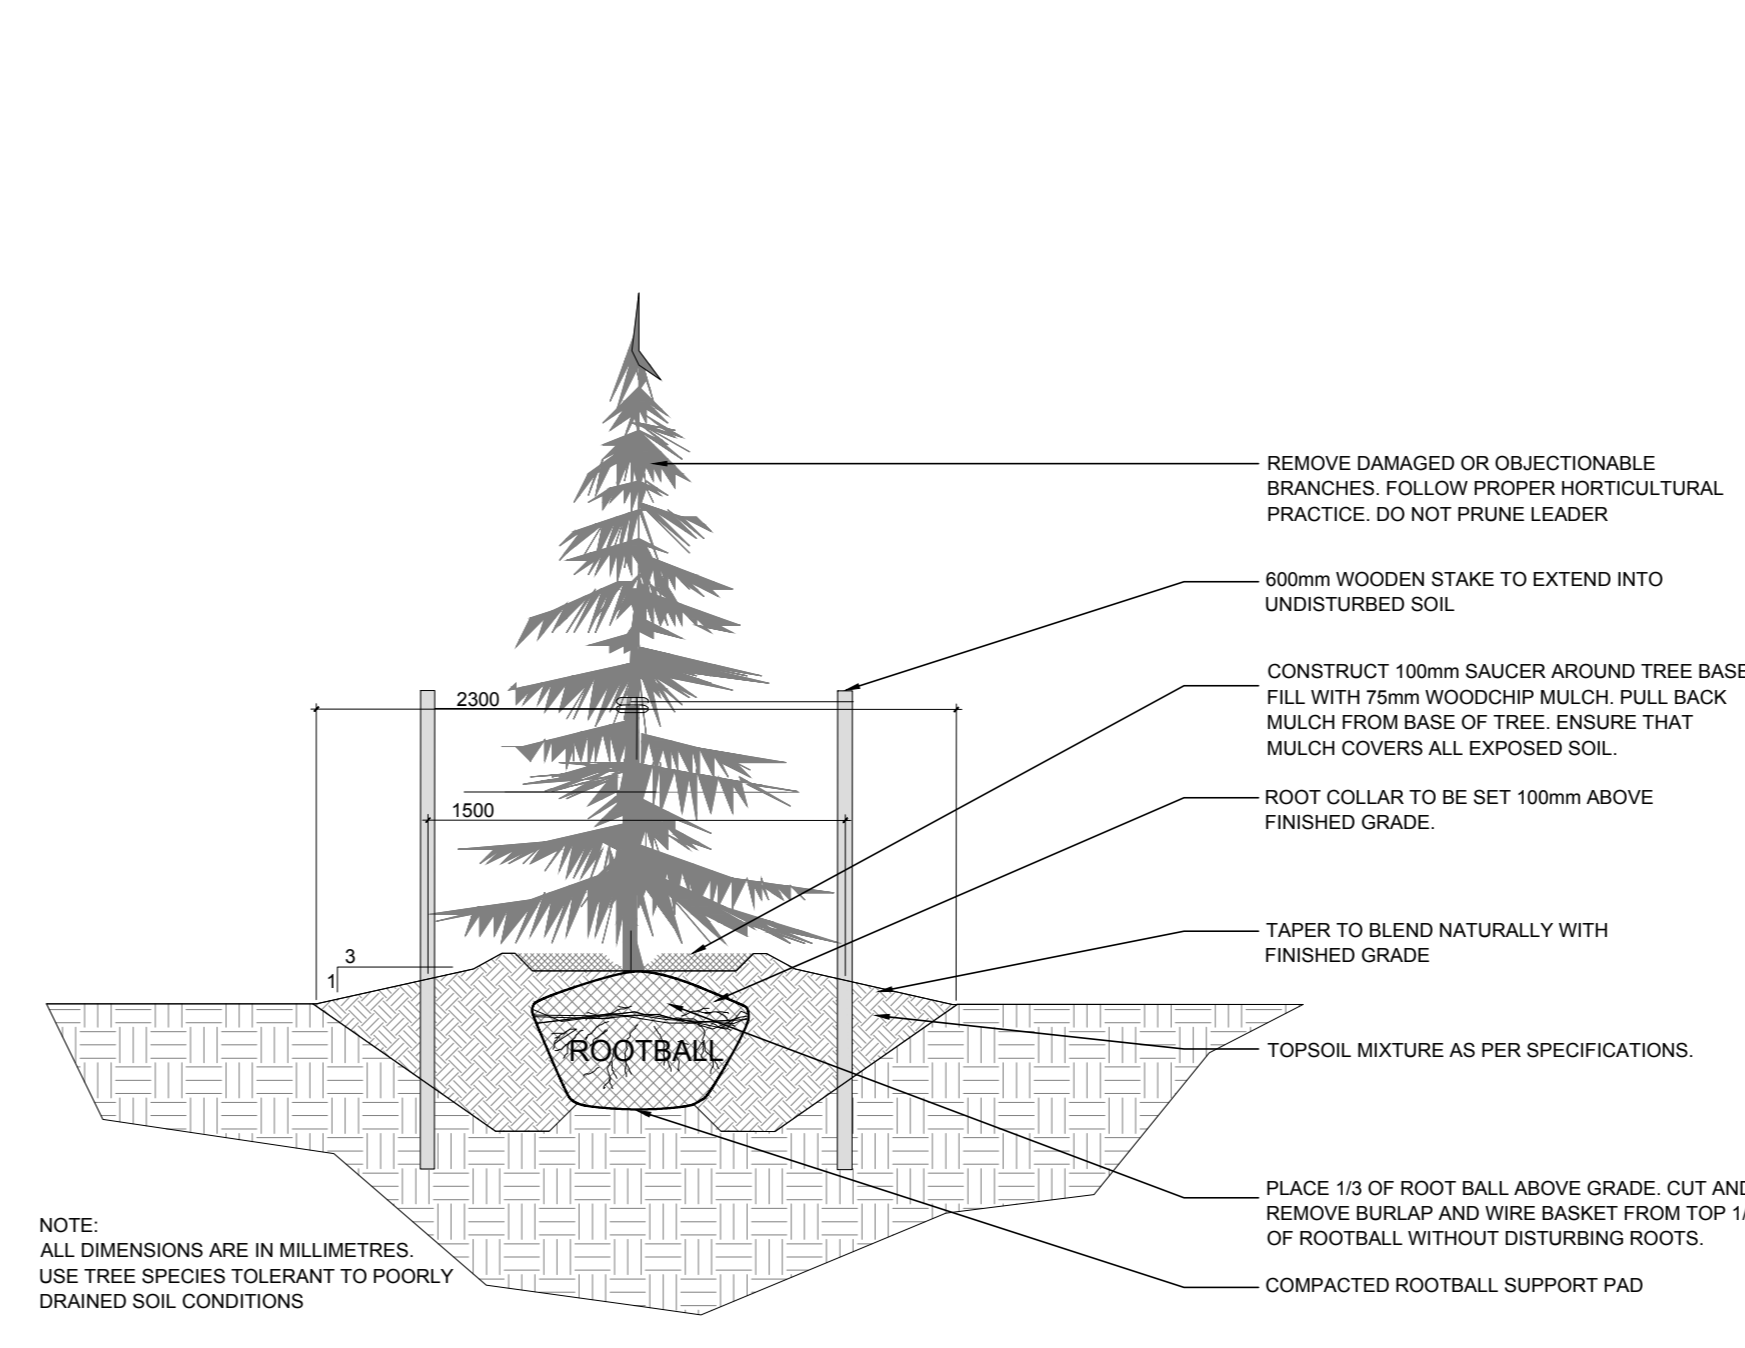 REMOVE DAMAGED OR OBJECTIONABLE
BRANCHES. FOLLOW PROPER HORTICULTURAL
PRACTICE. DO NOT PRUNE LEADER
600mm WOODEN STAKE TO EXTEND INTO
UNDISTURBED SOIL
CONSTRUCT 100mm SAUCER AROUND TREE BASE
FILL WITH 75mm WOODCHIP MULCH. PULL BACK
MULCH FROM BASE OF TREE. ENSURE THAT
MULCH COVERS ALL EXPOSED SOIL.
2300
1500
ROOT COLLAR TO BE SET 100mm ABOVE
FINISHED GRADE.
TAPER TO BLEND NATURALLY WITH
FINISHED GRADE
3
1
ROOTBALL
TOPSOIL MIXTURE AS PER SPECIFICATIONS.
PLACE 1/3 OF ROOT BALL ABOVE GRADE. CUT AND
REMOVE BURLAP AND WIRE BASKET FROM TOP
OF ROOTBALL WITHOUT DISTURBING ROOTS.
COMPACTED ROOTBALL SUPPORT PAD
NOTE:
ALL DIMENSIONS ARE IN MILLIMETRES.
USE TREE SPECIES TOLERANT TO POORLY
DRAINED SOIL CONDITIONS